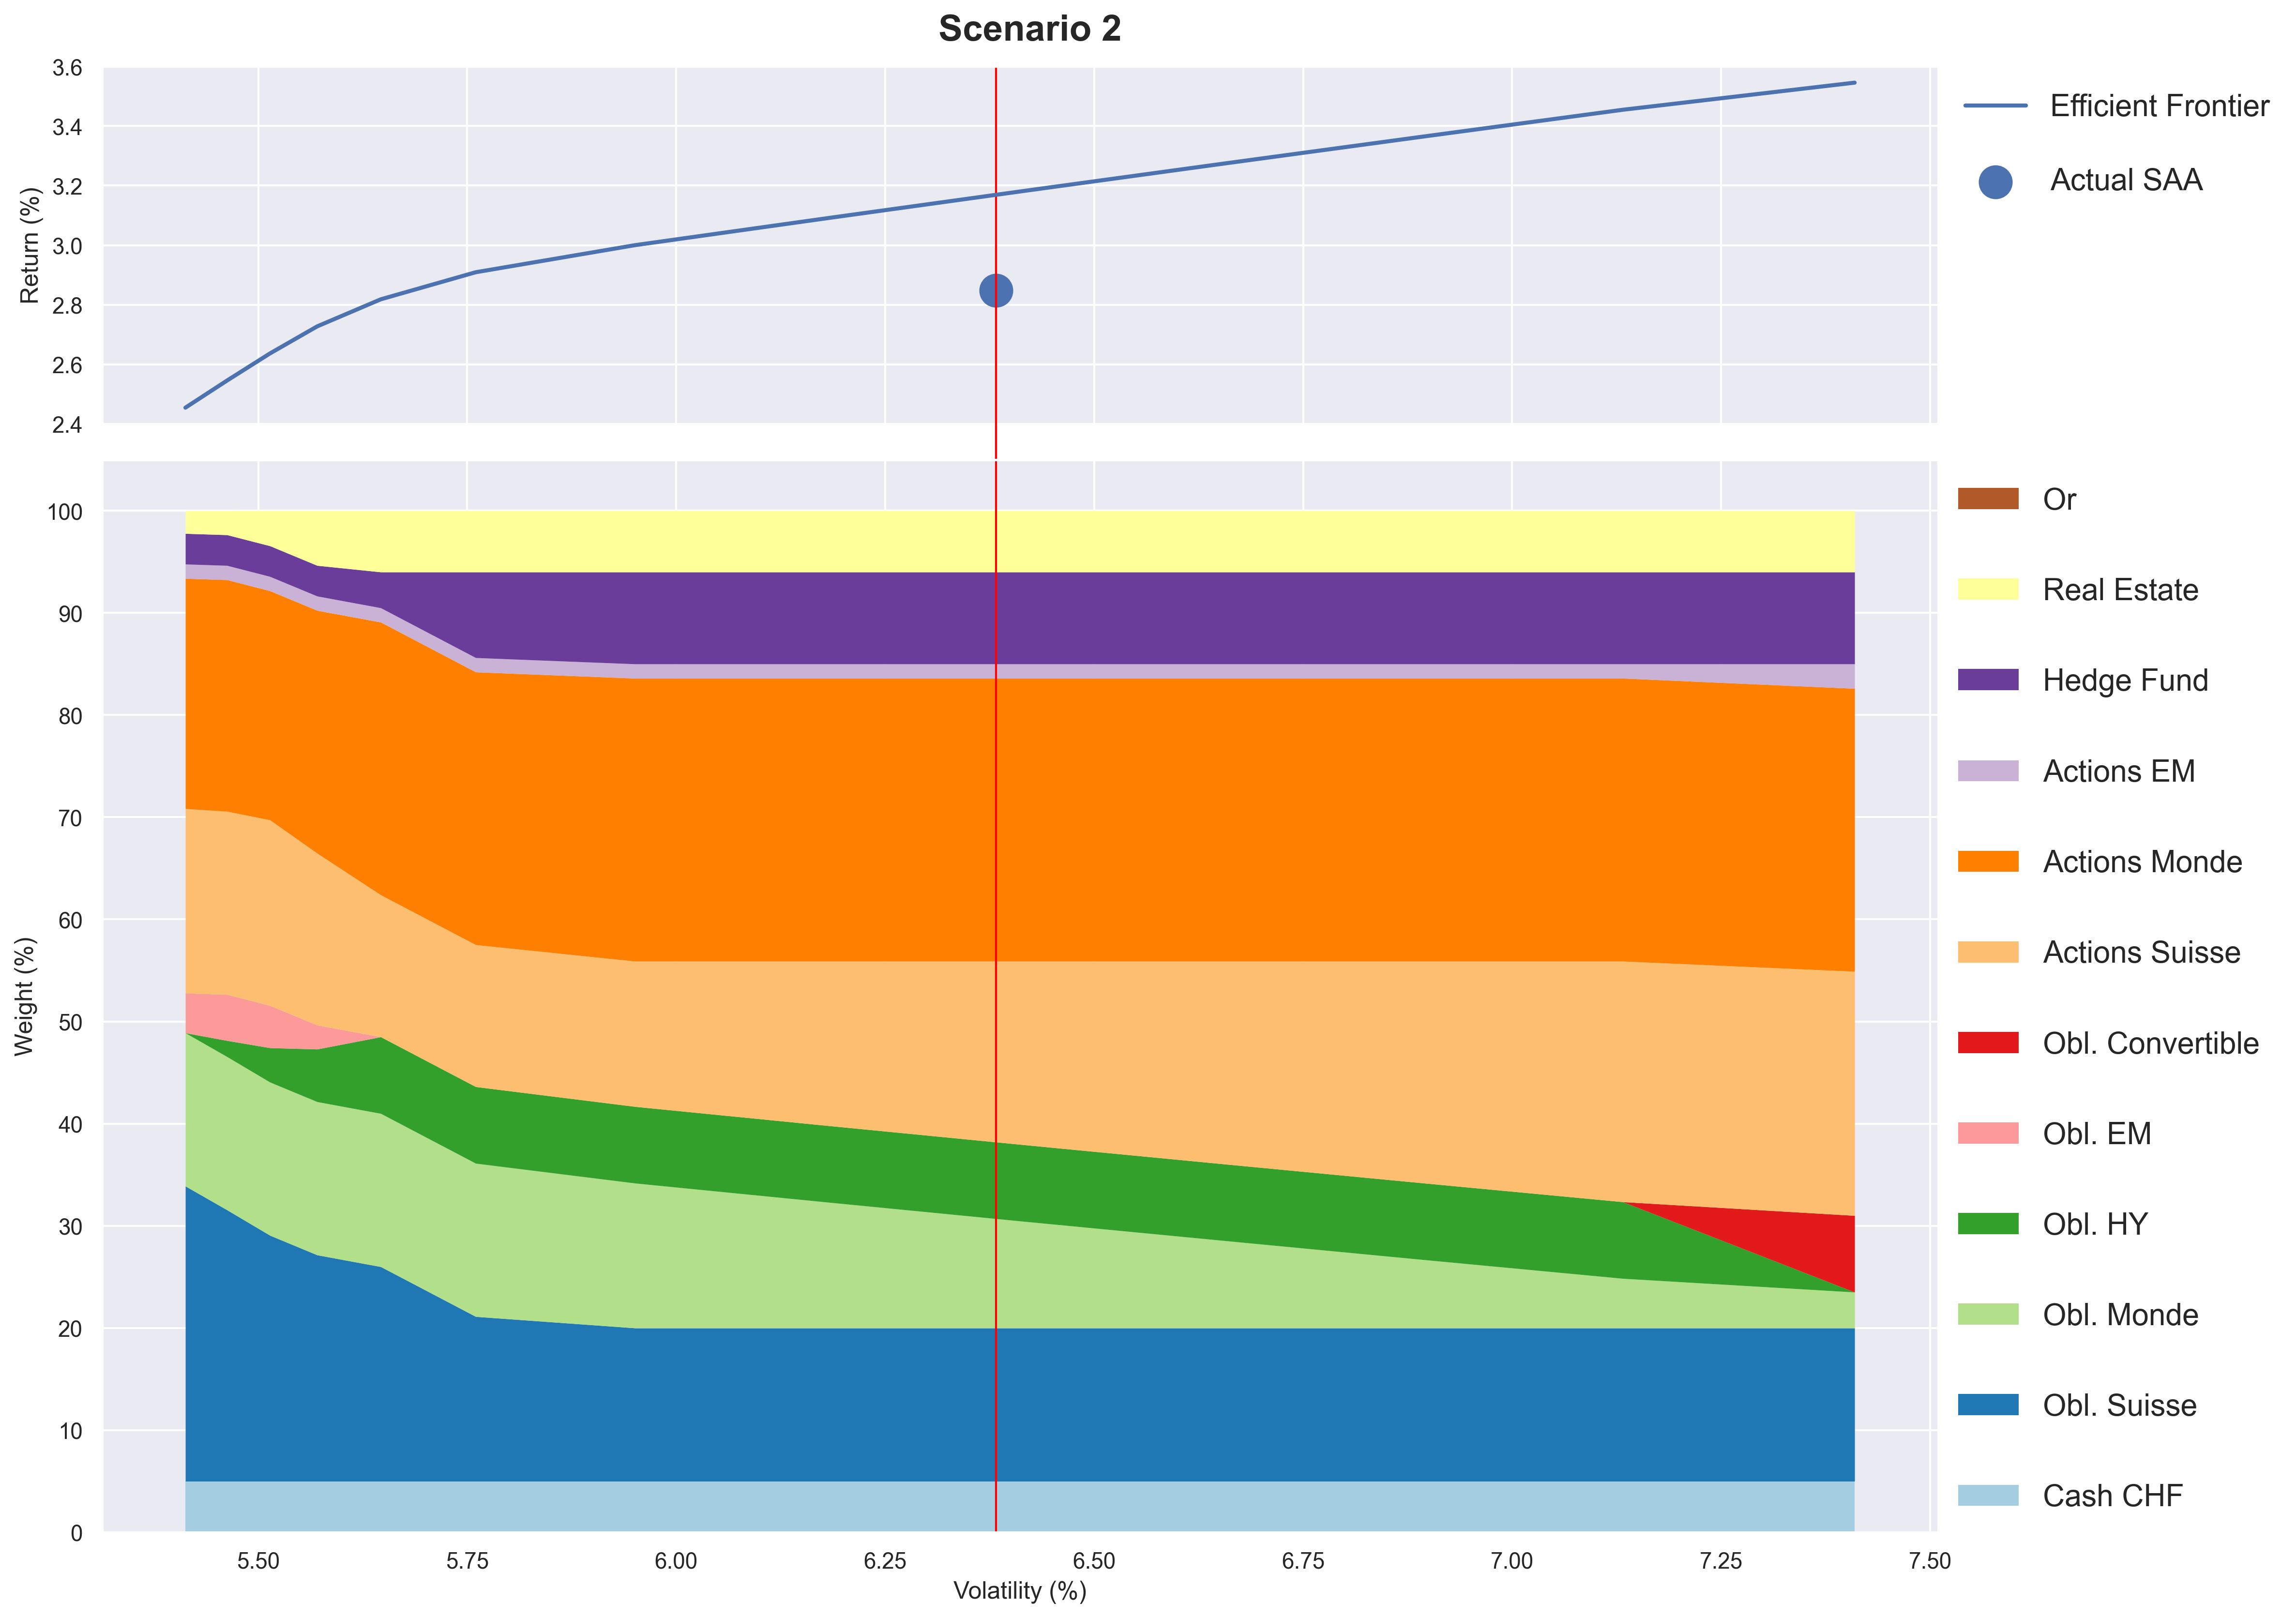 Scenario 2
3.6
3.4
3.2
3.0
2.8
2.6
2.4
Return (%)
Efficient Frontier
Actual SAA
100
90
80
70
60
50
40
30
20
10
0
Weight (%)
Or
Real Estate
Hedge Fund
Actions EM
Actions Monde
Actions Suisse
Obl. Convertible
Obl. EM
Obl. HY
Obl. Monde
Obl. Suisse
Cash CHF
5.50 5.75 6.00 6.25 6.50 6.75 7.00 7.25 7.50
Volatility (%)